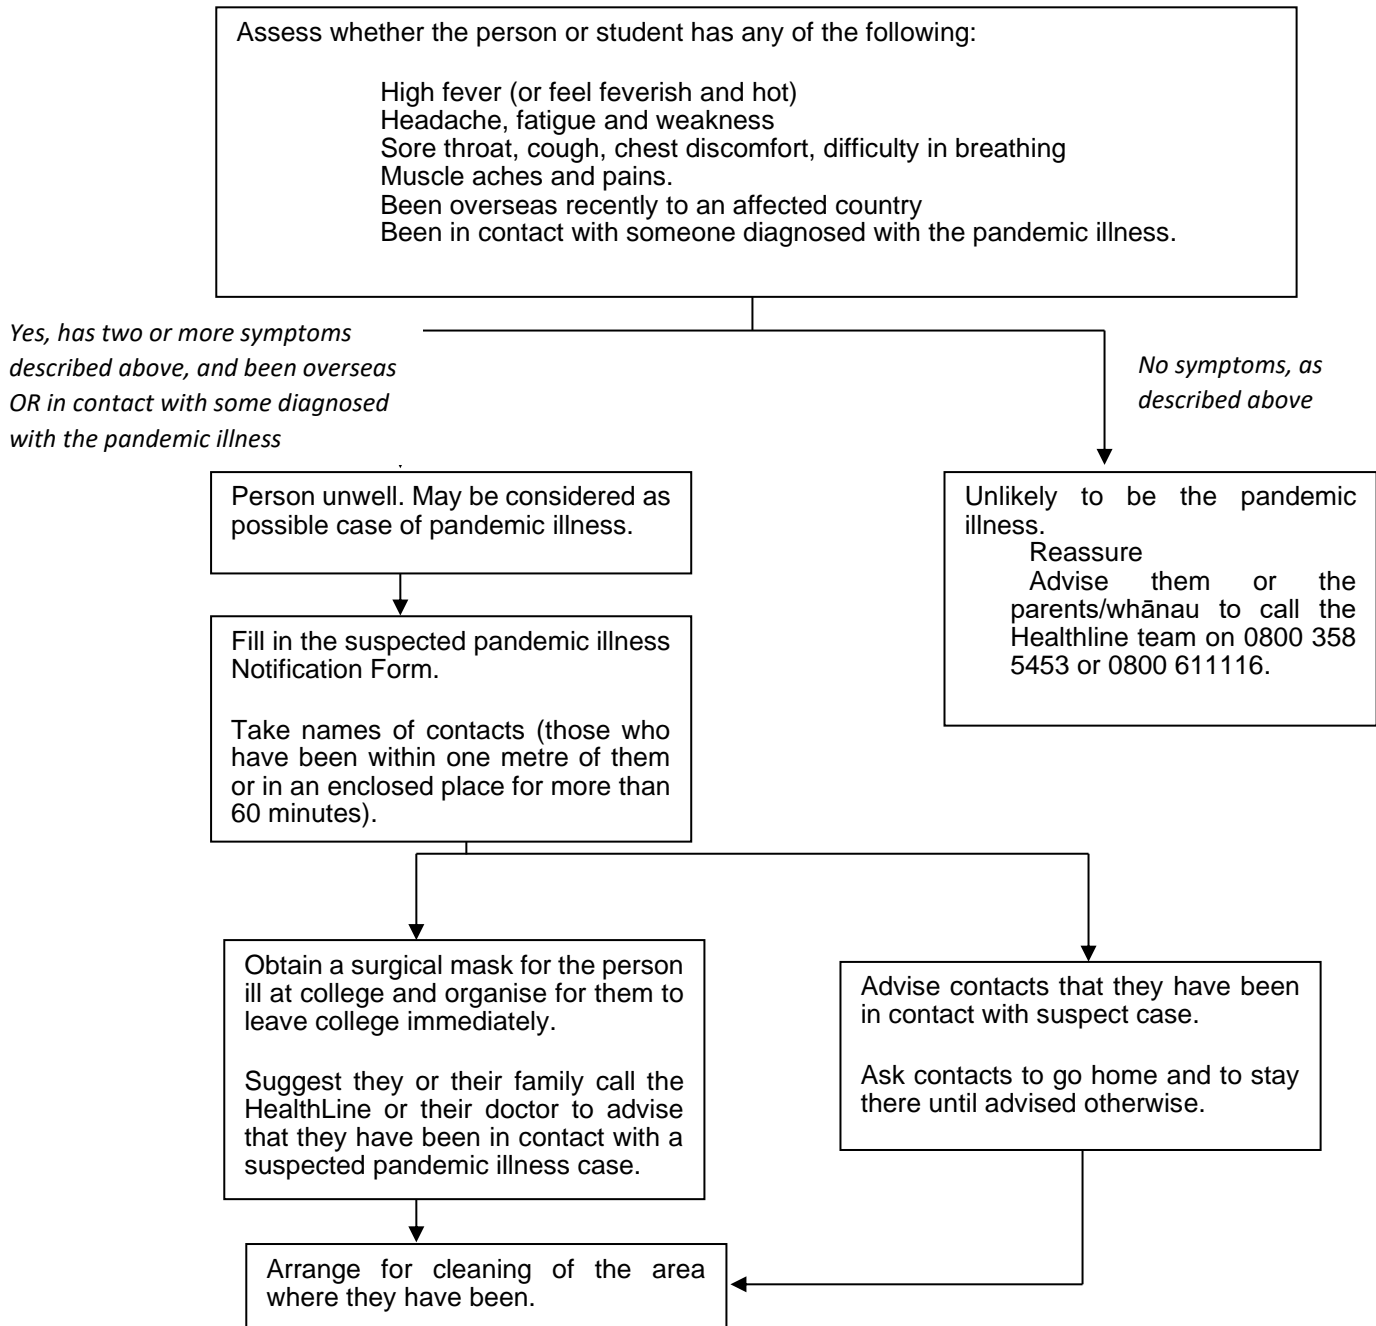 Assess whether the person or student has any of the following:
High fever (or feel feverish and hot)
Headache, fatigue and weakness
Sore throat, cough, chest discomfort, difficulty in breathing
Muscle aches and pains.
Been overseas recently to an affected country
Been in contact with someone diagnosed with the pandemic illness.
Yes, has two or more symptoms
described above, and been overseas
OR in contact with some diagnosed
with the pandemic illness
No symptoms, as
described above
Person unwell. May be considered as
possible case of pandemic illness.
Unlikely to be the pandemic
illness.
Reassure
Advise them or the
parents/whānau to call the
Healthline team on 0800 358
5453 or 0800 611116.
Fill in the suspected pandemic illness
Notification Form.
Take names of contacts (those who
have been within one metre of them
or in an enclosed place for more than
60 minutes).
Obtain a surgical mask for the person
ill at college and organise for them to
leave college immediately.
Suggest they or their family call the
HealthLine or their doctor to advise
that they have been in contact with a
suspected pandemic illness case.
Advise contacts that they have been
in contact with suspect case.
Ask contacts to go home and to stay
there until advised otherwise.
Arrange for cleaning of the area
where they have been.